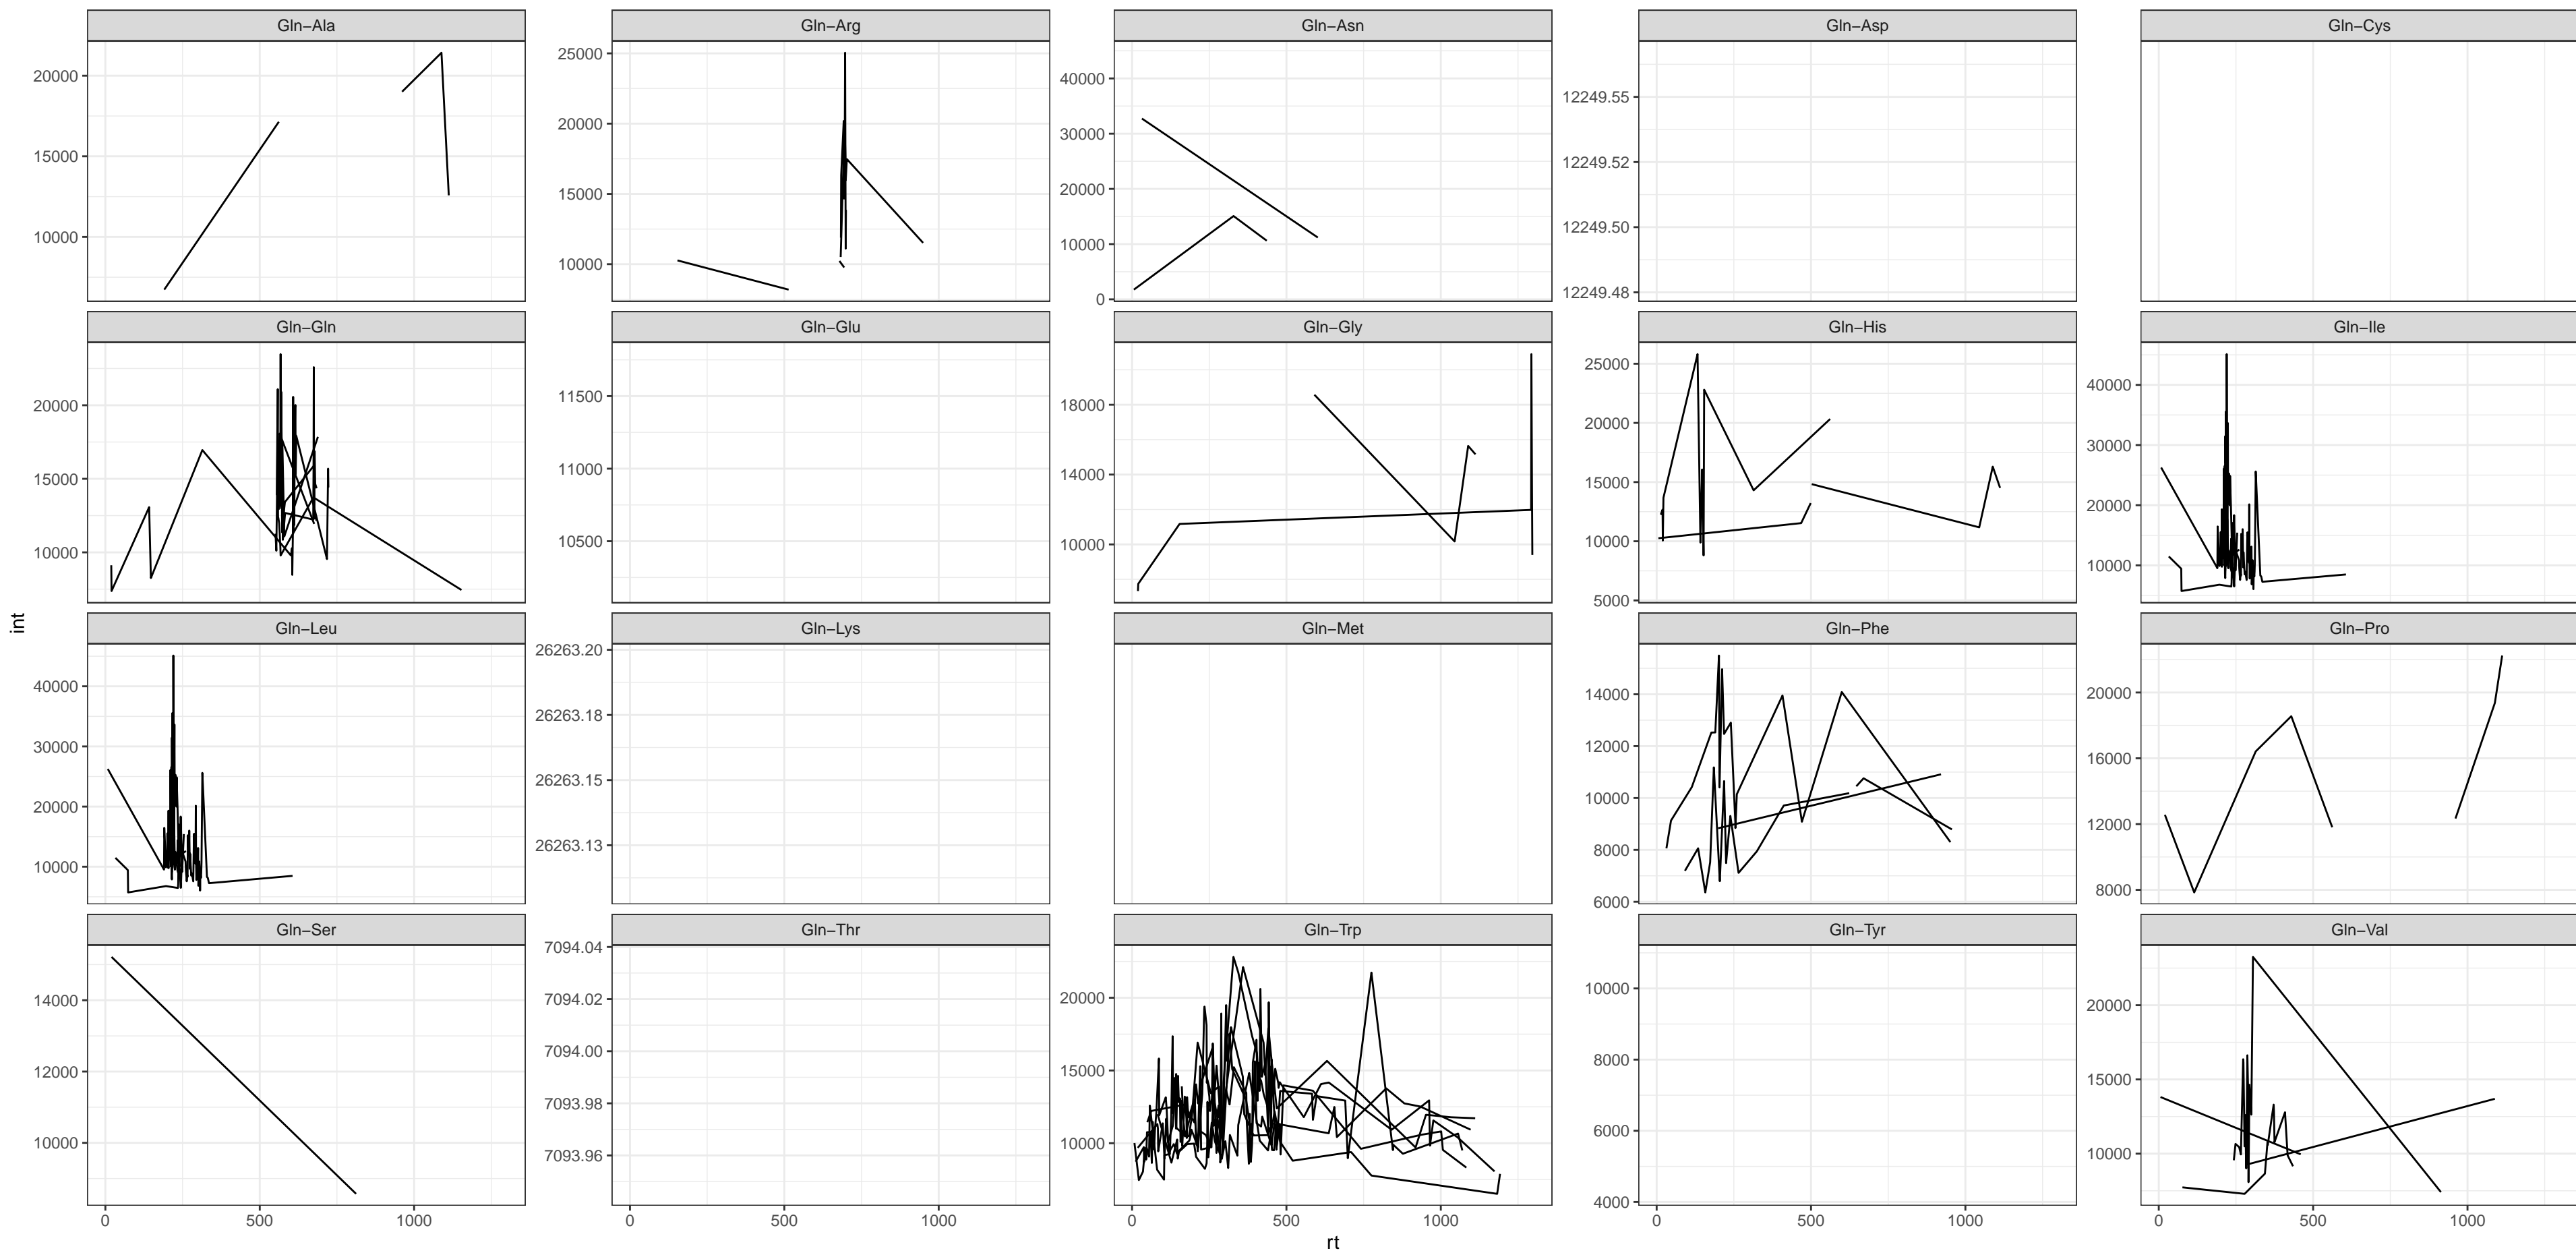 Gln−Ala Gln−Arg Gln−Asn Gln−Asp Gln−Cys
20000 15000 10000
25000 20000 15000 10000
40000 30000 20000 10000 0
12249.55 12249.52 12249.50 12249.48
Gln−Gln Gln−Glu Gln−Gly Gln−His Gln−Ile
20000 15000 10000
11500 11000 10500
18000 14000 10000
25000 20000 15000 10000 5000
40000 30000 20000 10000
int
Gln−Leu Gln−Lys Gln−Met Gln−Phe Gln−Pro
40000 30000 20000 10000
26263.20 26263.18 26263.15 26263.13
14000 12000 10000 8000 6000
20000 16000 12000 8000
Gln−Ser Gln−Thr Gln−Trp Gln−Tyr Gln−Val
14000 12000 10000
7094.04 7094.02 7094.00 7093.98 7093.96
20000 15000 10000
10000 8000 6000 4000
20000 15000 10000
0 500 1000 0 500 1000 0 500 1000 0 500 1000 0 500 1000
rt